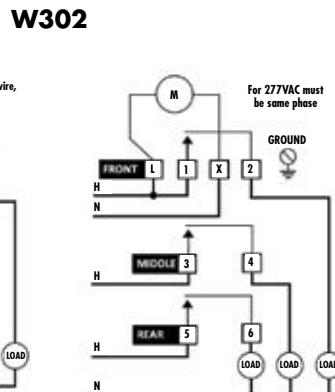 W302
wire,
M
For 277VAC must
be same phase
GROUND
FRONT L 1 X 2
H
N
MIDDLE 3 4
H
REAR 5 6
H
LOAD LOAD LOAD
LOAD
N